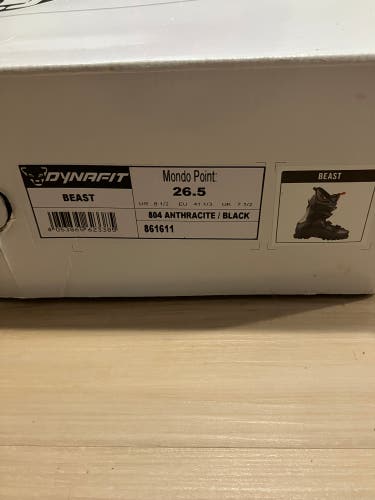 DYNAFIT
BEAST
Mondo Point:
26.5
US 8 1/2 EU 41 1/3 UK 7 1/2
804 ANTHRACITE / BLACK
861611
BEAST